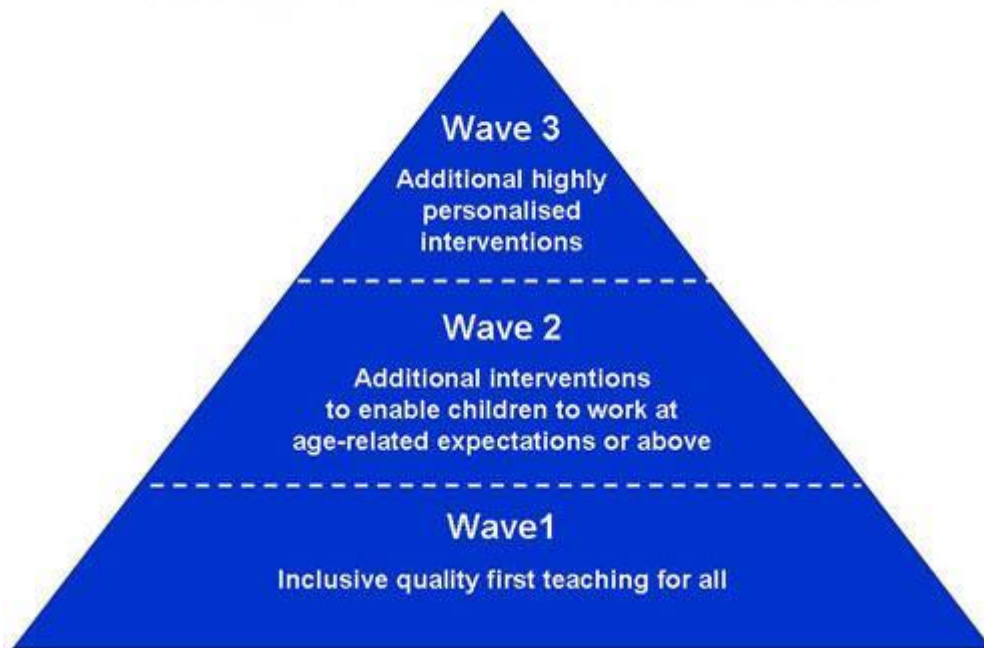 Wave 3
Additional highly
personalised
interventions
Wave 2
Additional interventions
to enable children to work at
age-related expectations or above
Wave1
Inclusive quality first teaching for all